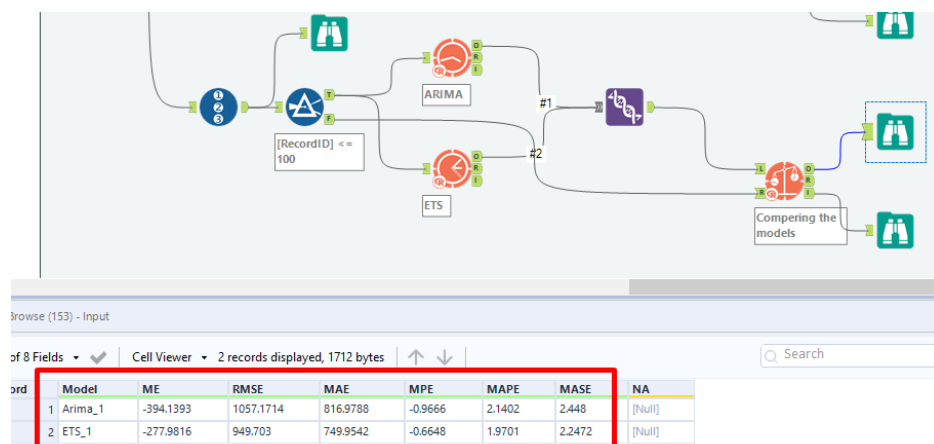 O
R
I
ARIMA
#1
1
2
3
T
F
[RecordID] <=
100
#2
O
R
I
ETS
L
R
O
R
I
Compering the
models
Browse (153) - Input
of 8 Fields
Cell Viewer
2 records displayed, 1712 bytes
Search
ord Model ME RMSE MAE MPE MAPE MASE NA
1 Arima_1 -394.1393 1057.1714 816.9788 -0.9666 2.1402 2.448 [Null]
2 ETS_1 -277.9816 949.703 749.9542 -0.6648 1.9701 2.2472 [Null]